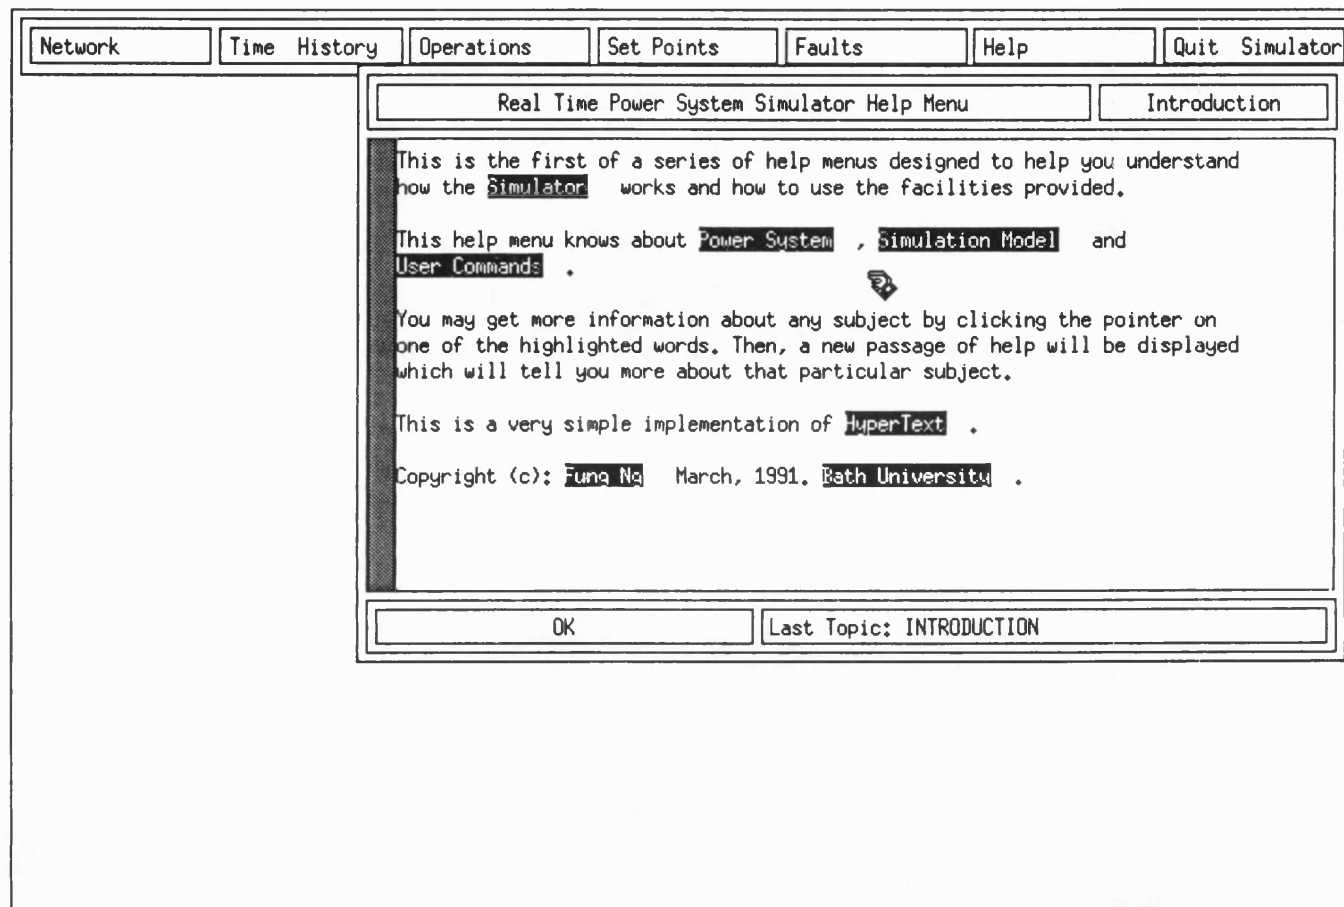 Network Time History Operations Set Points Faults Help Quit Simulator
Real Time Power System Simulator Help Menu Introduction
This is the first of a series of help menus designed to help you understand
how the Simulator works and how to use the facilities provided.
This help menu knows about Power System , Simulation Model and
User Commands .
You may get more information about any subject by clicking the pointer on
one of the highlighted words. Then, a new passage of help will be displayed
which will tell you more about that particular subject.
This is a very simple implementation of HyperText .
Copyright (c): Fung Ng March, 1991. Bath University .
OK Last Topic: INTRODUCTION